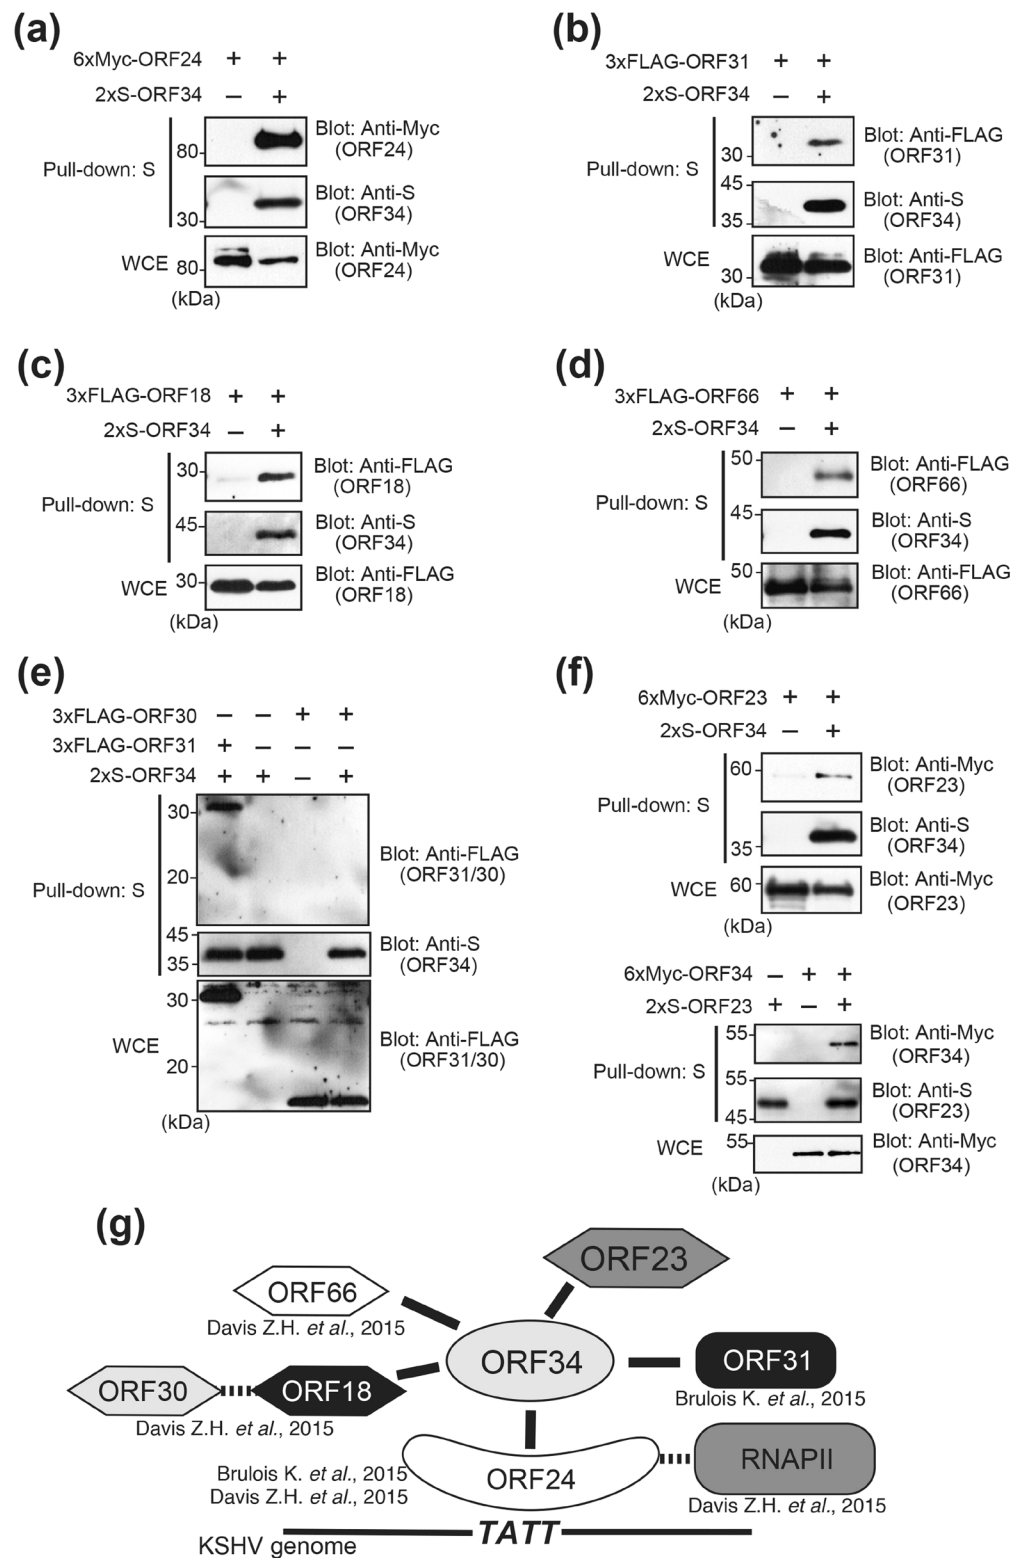 (a)
6xMyc-ORF24 + +
2xS-ORF34 – +
Pull-down: S
80
Blot: Anti-Myc
(ORF24)
30
Blot: Anti-S
(ORF34)
WCE
80
Blot: Anti-Myc
(ORF24)
(kDa)
(b)
3xFLAG-ORF31 + +
2xS-ORF34 – +
Pull-down: S
30
Blot: Anti-FLAG
(ORF31)
45
35
Blot: Anti-S
(ORF34)
WCE
30
Blot: Anti-FLAG
(ORF31)
(kDa)
(c)
3xFLAG-ORF18 + +
2xS-ORF34 – +
Pull-down: S
30
Blot: Anti-FLAG
(ORF18)
45
Blot: Anti-S
(ORF34)
WCE
30
Blot: Anti-FLAG
(ORF18)
(kDa)
(d)
3xFLAG-ORF66 + +
2xS-ORF34 – +
Pull-down: S
50
Blot: Anti-FLAG
(ORF66)
45
Blot: Anti-S
(ORF34)
WCE
50
Blot: Anti-FLAG
(ORF66)
(kDa)
(e)
3xFLAG-ORF30 – – + +
3xFLAG-ORF31 + – – –
2xS-ORF34 + + – +
Pull-down: S
30
20
Blot: Anti-FLAG
(ORF31/30)
45
35
Blot: Anti-S
(ORF34)
WCE
30
20
Blot: Anti-FLAG
(ORF31/30)
(kDa)
(f)
6xMyc-ORF23 + +
2xS-ORF34 – +
Pull-down: S
60
Blot: Anti-Myc
(ORF23)
35
Blot: Anti-S
(ORF34)
WCE
60
Blot: Anti-Myc
(ORF23)
(kDa)
6xMyc-ORF34 – + +
2xS-ORF23 + – +
Pull-down: S
55
Blot: Anti-Myc
(ORF34)
55
45
Blot: Anti-S
(ORF23)
WCE
55
Blot: Anti-Myc
(ORF34)
(kDa)
(g)
ORF23
ORF66
Davis Z.H. et al., 2015
ORF34
ORF31
Brulois K. et al., 2015
ORF30
ORF18
Davis Z.H. et al., 2015
ORF24
Brulois K. et al., 2015
Davis Z.H. et al., 2015
RNAPII
Davis Z.H. et al., 2015
TATT
KSHV genome